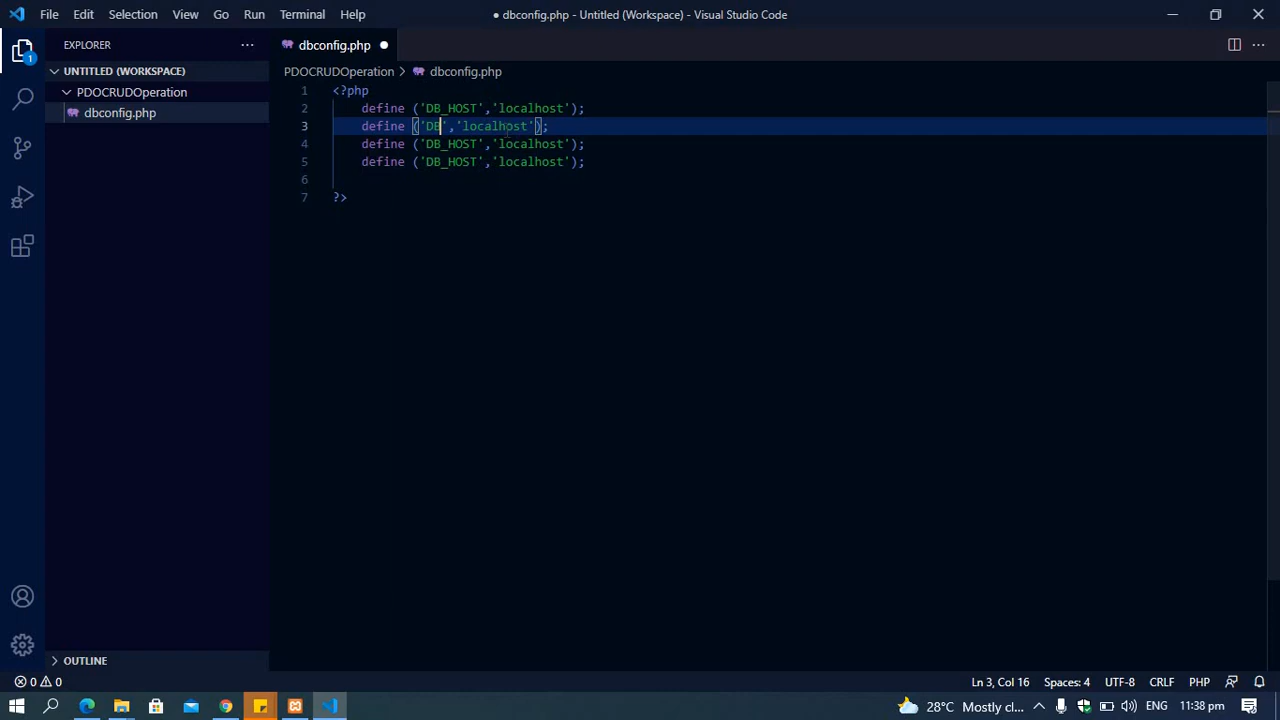 File Edit Selection View Go Run Terminal Help
● dbconfig.php - Untitled (Workspace) - Visual Studio Code
EXPLORER
dbconfig.php
UNTITLED (WORKSPACE)
PDOCRUDOperation
dbconfig.php
PDOCRUDOperation > dbconfig.php
1 <?php
2 define ('DB_HOST','localhost');
3 define ('DB','localhost');
4 define ('DB_HOST','localhost');
5 define ('DB_HOST','localhost');
6
7 ?>
1
OUTLINE
0 0
Ln 3, Col 16 Spaces: 4 UTF-8 CRLF PHP
28°C Mostly cl... ENG 11:38 pm